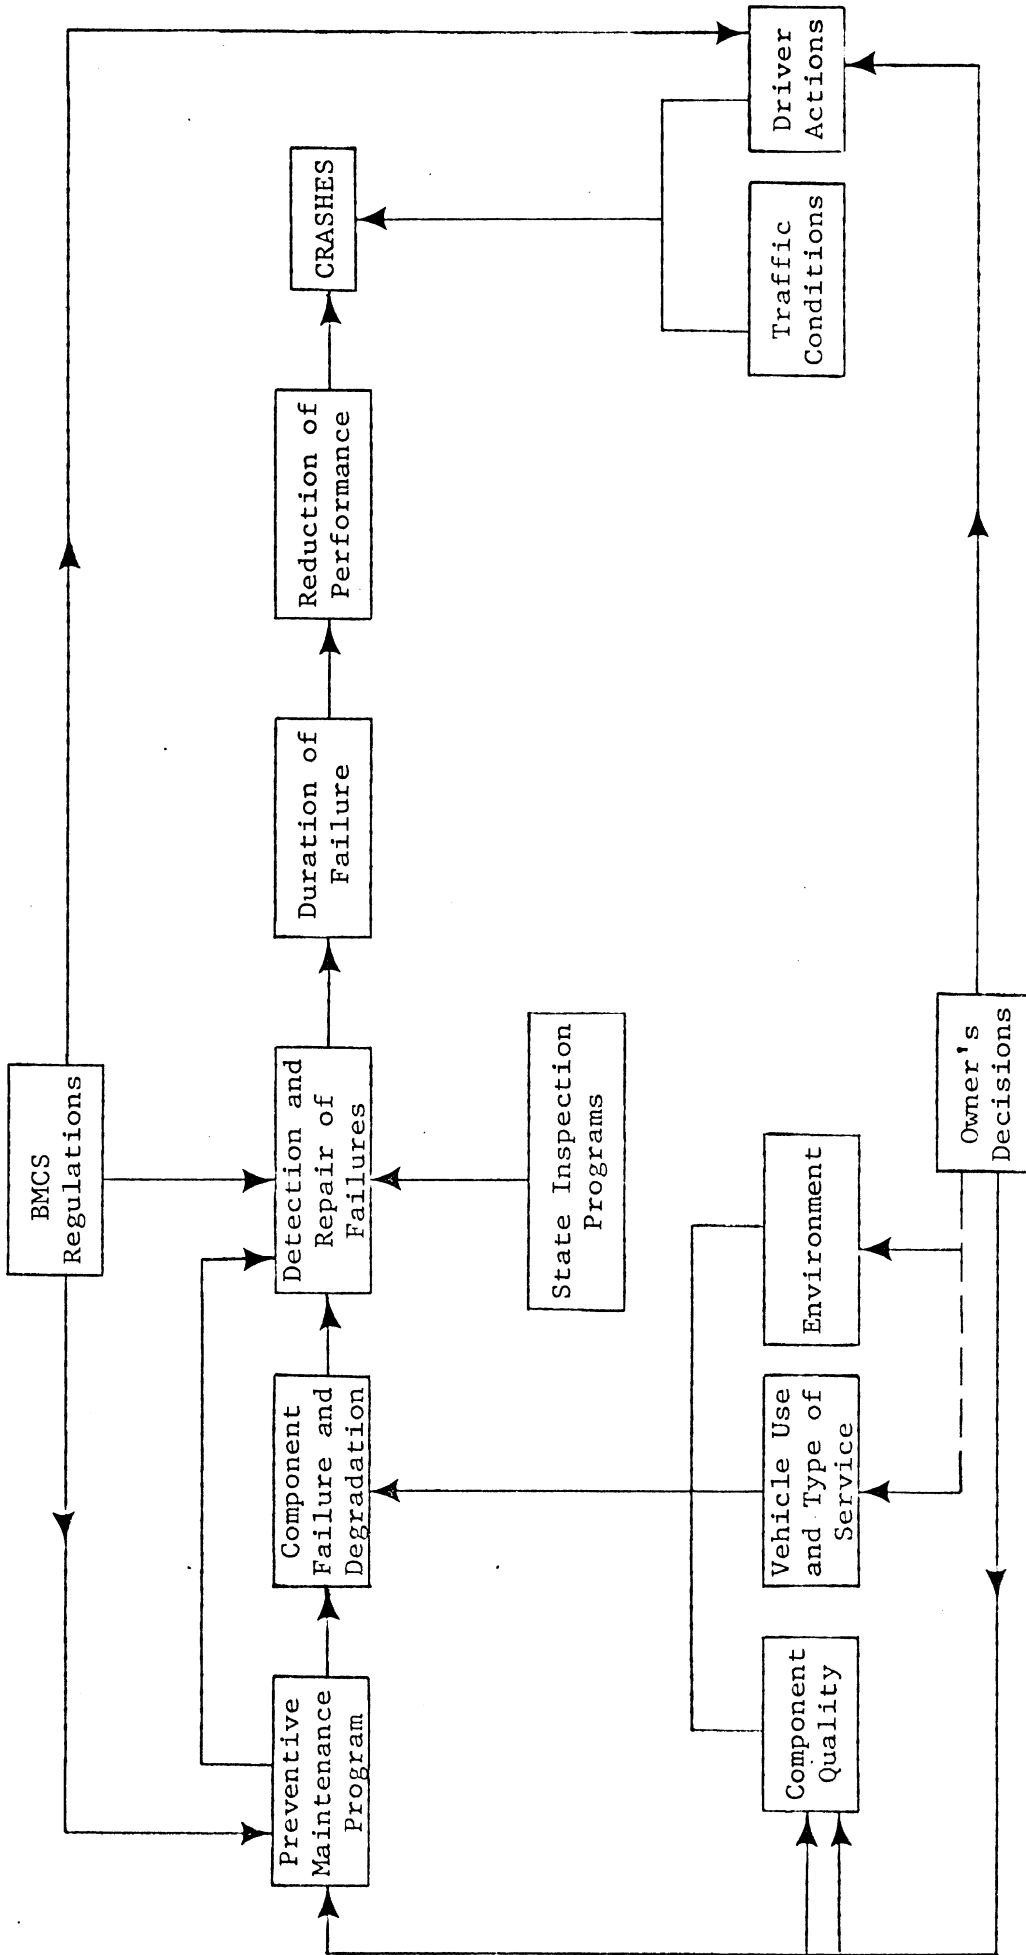 BMCS
Regulations
Preventive
Maintenance
Program
Component
Failure and
Degradation
Detection and
Repair of
Failures
Duration of
Failure
Reduction of
Performance
CRASHES
State Inspection
Programs
Component
Quality
Vehicle Use
and Type of
Service
Environment
Traffic
Conditions
Driver
Actions
Owner's
Decisions